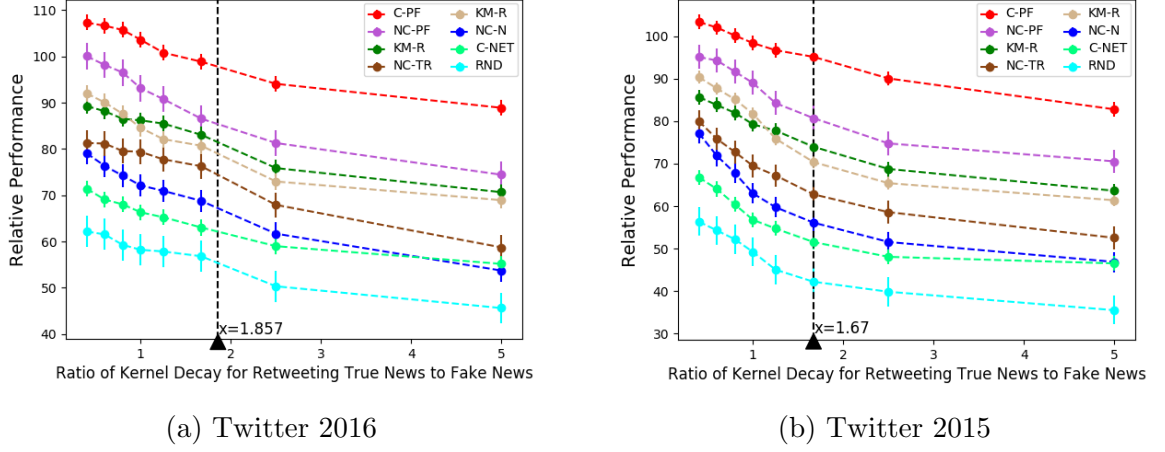 110
100
90
80
70
60
50
40
Relative Performance
C-PF
NC-PF
KM-R
NC-TR
KM-R
NC-N
C-NET
RND
x=1.857
1
2
3
4
5
Ratio of Kernel Decay for Retweeting True News to Fake News
(a) Twitter 2016
100
90
80
70
60
50
40
30
Relative Performance
C-PF
NC-PF
KM-R
NC-TR
KM-R
NC-N
C-NET
RND
x=1.67
1
2
3
4
5
Ratio of Kernel Decay for Retweeting True News to Fake News
(b) Twitter 2015